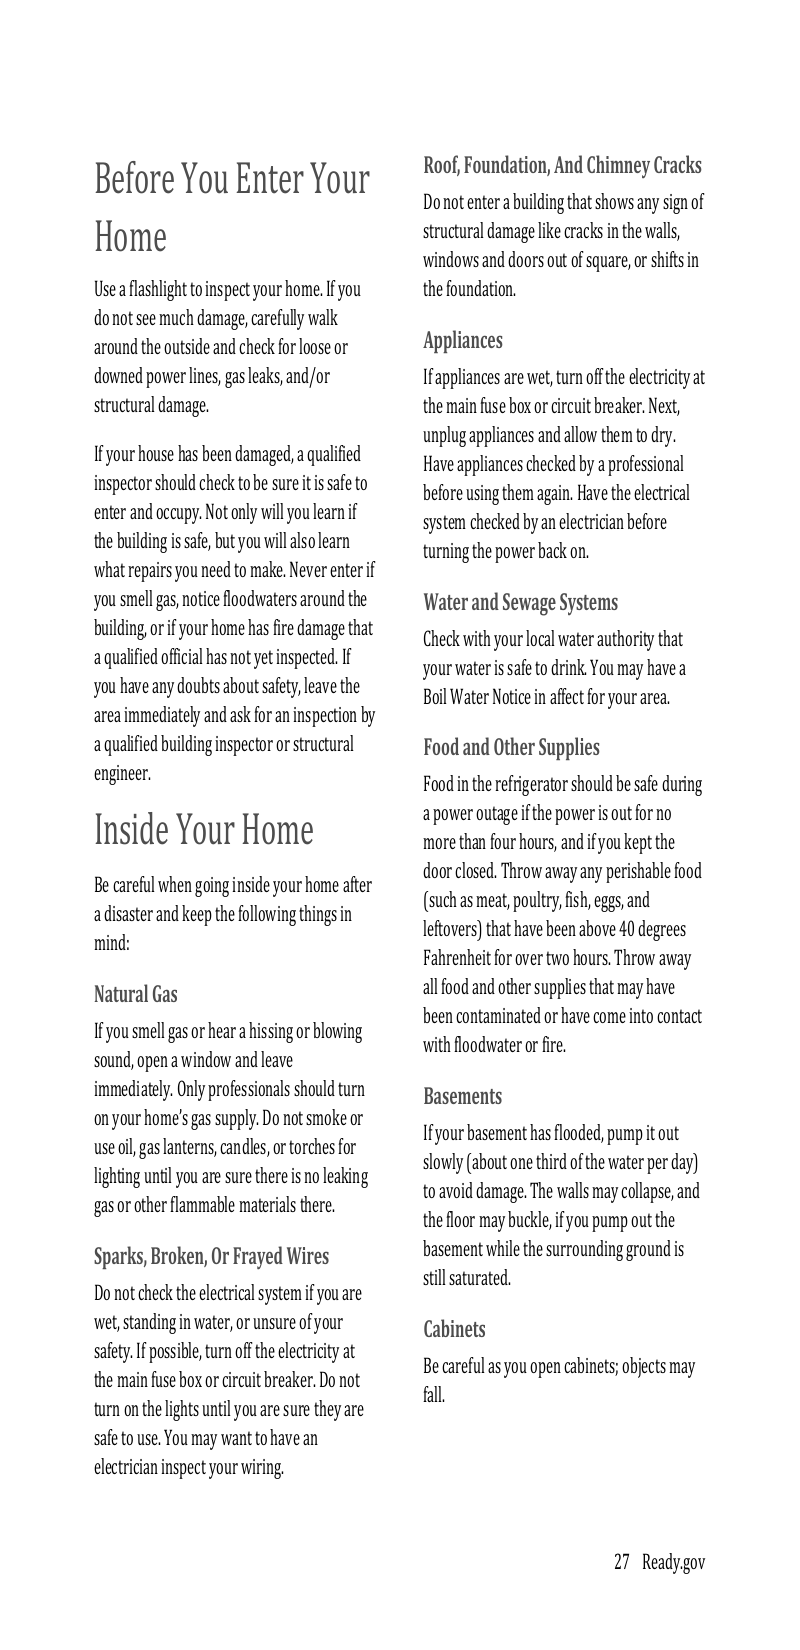 Before You Enter Your
Home
Use a flashlight to inspect your home. If you
do not see much damage, carefully walk
around the outside and check for loose or
downed power lines, gas leaks, and/or
structural damage.
If your house has been damaged, a qualified
inspector should check to be sure it is safe to
enter and occupy. Not only will you learn if
the building is safe, but you will also learn
what repairs you need to make. Never enter if
you smell gas, notice floodwaters around the
building, or if your home has fire damage that
a qualified official has not yet inspected. If
you have any doubts about safety, leave the
area immediately and ask for an inspection by
a qualified building inspector or structural
engineer.
Inside Your Home
Be careful when going inside your home after
a disaster and keep the following things in
mind:
Natural Gas
If you smell gas or hear a hissing or blowing
sound, open a window and leave
immediately. Only professionals should turn
on your home’s gas supply. Do not smoke or
use oil, gas lanterns, candles, or torches for
lighting until you are sure there is no leaking
gas or other flammable materials there.
Sparks, Broken, Or Frayed Wires
Do not check the electrical system if you are
wet, standing in water, or unsure of your
safety. If possible, turn off the electricity at
the main fuse box or circuit breaker. Do not
turn on the lights until you are sure they are
safe to use. You may want to have an
electrician inspect your wiring.
Roof, Foundation, And Chimney Cracks
Do not enter a building that shows any sign of
structural damage like cracks in the walls,
windows and doors out of square, or shifts in
the foundation.
Appliances
If appliances are wet, turn off the electricity at
the main fuse box or circuit breaker. Next,
unplug appliances and allow them to dry.
Have appliances checked by a professional
before using them again. Have the electrical
system checked by an electrician before
turning the power back on.
Water and Sewage Systems
Check with your local water authority that
your water is safe to drink. You may have a
Boil Water Notice in affect for your area.
Food and Other Supplies
Food in the refrigerator should be safe during
a power outage if the power is out for no
more than four hours, and if you kept the
door closed. Throw away any perishable food
(such as meat, poultry, fish, eggs, and
leftovers) that have been above 40 degrees
Fahrenheit for over two hours. Throw away
all food and other supplies that may have
been contaminated or have come into contact
with floodwater or fire.
Basements
If your basement has flooded, pump it out
slowly (about one third of the water per day)
to avoid damage. The walls may collapse, and
the floor may buckle, if you pump out the
basement while the surrounding ground is
still saturated.
Cabinets
Be careful as you open cabinets; objects may
fall.
27 Ready.gov